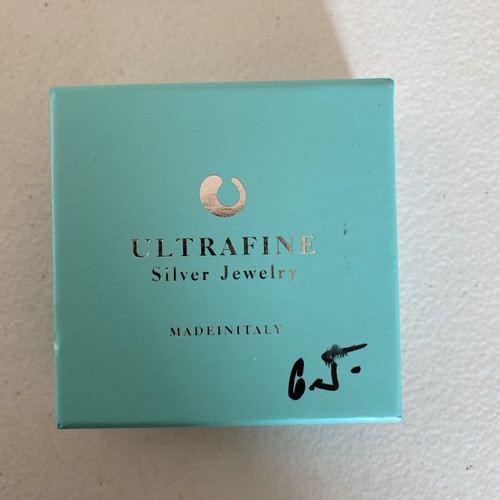 ULTRAFINE
Silver Jewelry
MADEINITALY
G.J.